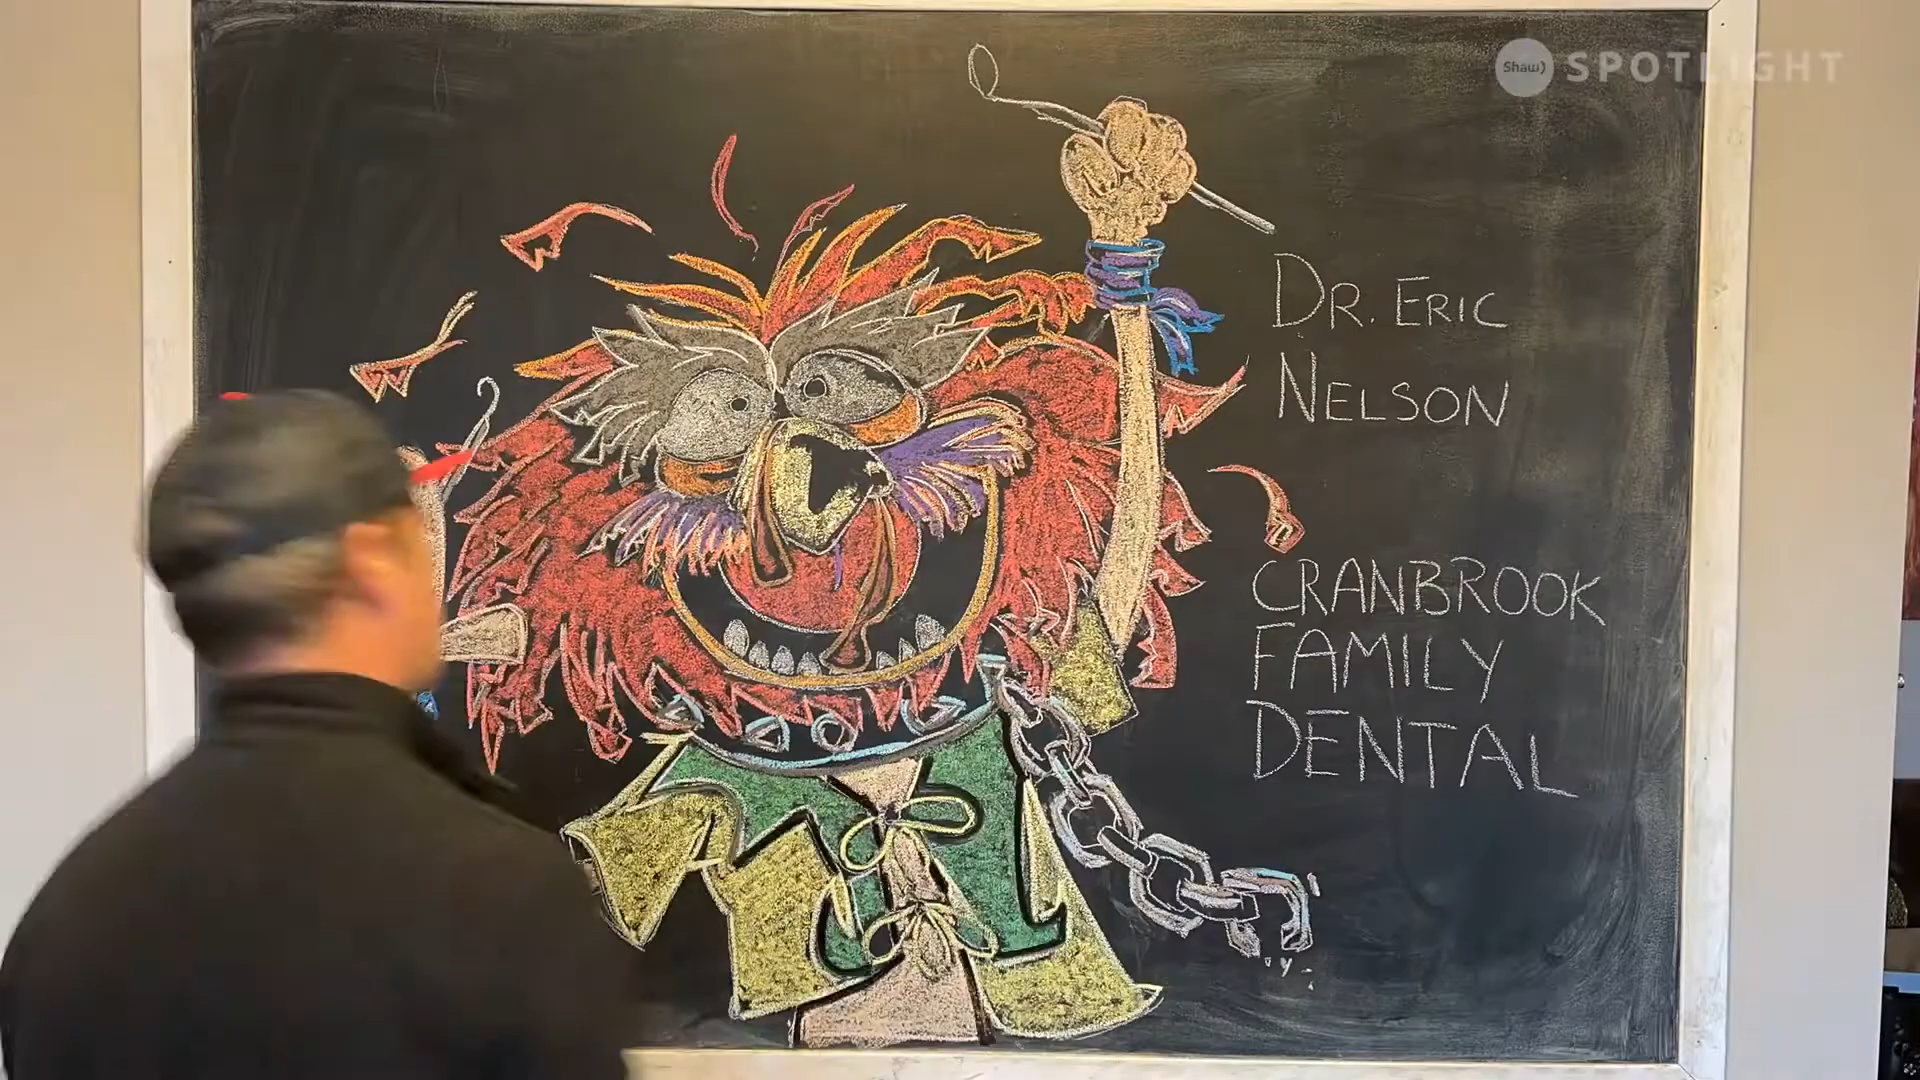 Shaw) SPOTLIGHT
DR. ERIC
NELSON
CRANBROOK
FAMILY
DENTAL